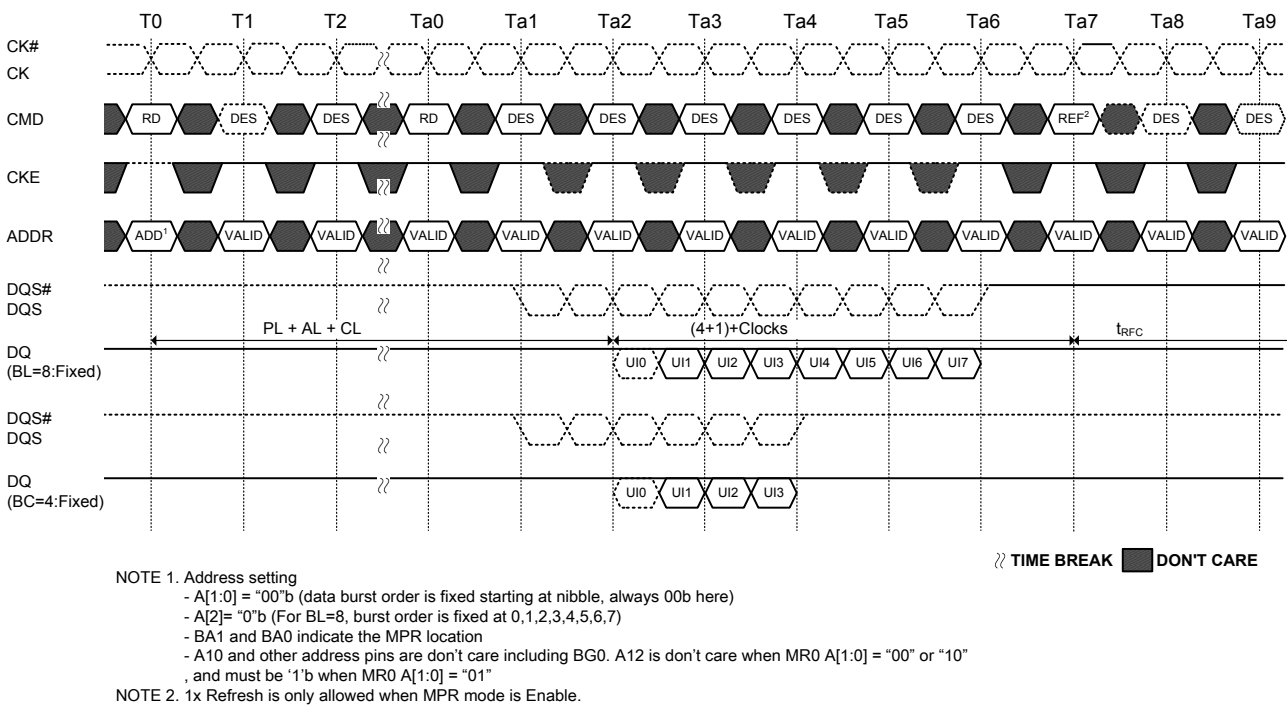 T0 T1 T2 Ta0 Ta1 Ta2 Ta3 Ta4 Ta5 Ta6 Ta7 Ta8 Ta9
CK#
CK
CMD RD DES DES RD DES DES DES DES DES DES REF² DES DES
CKE
ADDR ADD¹ VALID VALID VALID VALID VALID VALID VALID VALID VALID VALID VALID VALID
DQS#
DQS
PL + AL + CL (4+1)+Clocks tRFC
DQ
(BL=8:Fixed) UI0 UI1 UI2 UI3 UI4 UI5 UI6 UI7
DQS#
DQS
DQ
(BC=4:Fixed) UI0 UI1 UI2 UI3
TIME BREAK DON'T CARE
NOTE 1. Address setting
- A[1:0] = “00”b (data burst order is fixed starting at nibble, always 00b here)
- A[2]= “0”b (For BL=8, burst order is fixed at 0,1,2,3,4,5,6,7)
- BA1 and BA0 indicate the MPR location
- A10 and other address pins are don’t care including BG0. A12 is don’t care when MR0 A[1:0] = “00” or “10”
, and must be ‘1’b when MR0 A[1:0] = “01”
NOTE 2. 1x Refresh is only allowed when MPR mode is Enable.